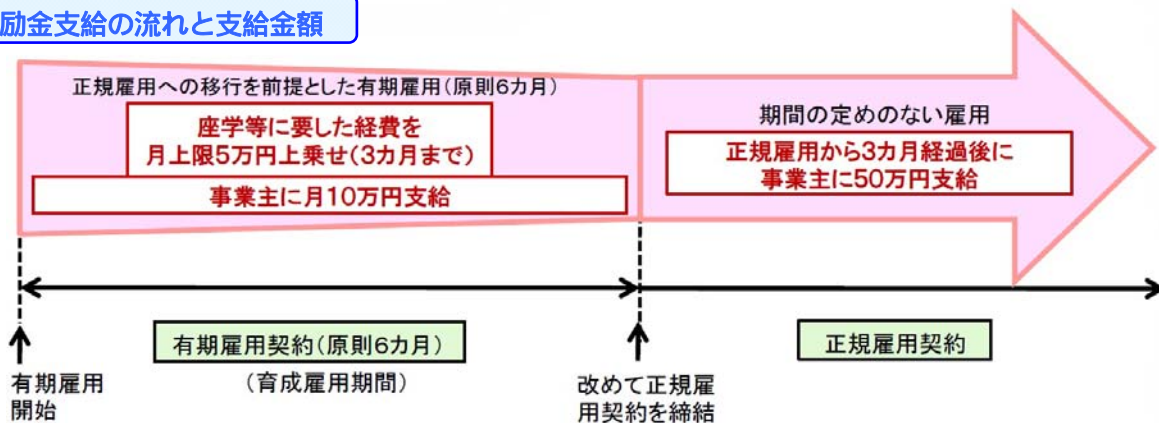 励金支給の流れと支給金額
正規雇用への移行を前提とした有期雇用(原則6カ月)
座学等に要した経費を
月上限5万円上乗せ(3カ月まで)
事業主に月10万円支給
期間の定めのない雇用
正規雇用から3カ月経過後に
事業主に50万円支給
有期雇用契約(原則6カ月)
(育成雇用期間)
正規雇用契約
有期雇用
開始
改めて正規雇
用契約を締結